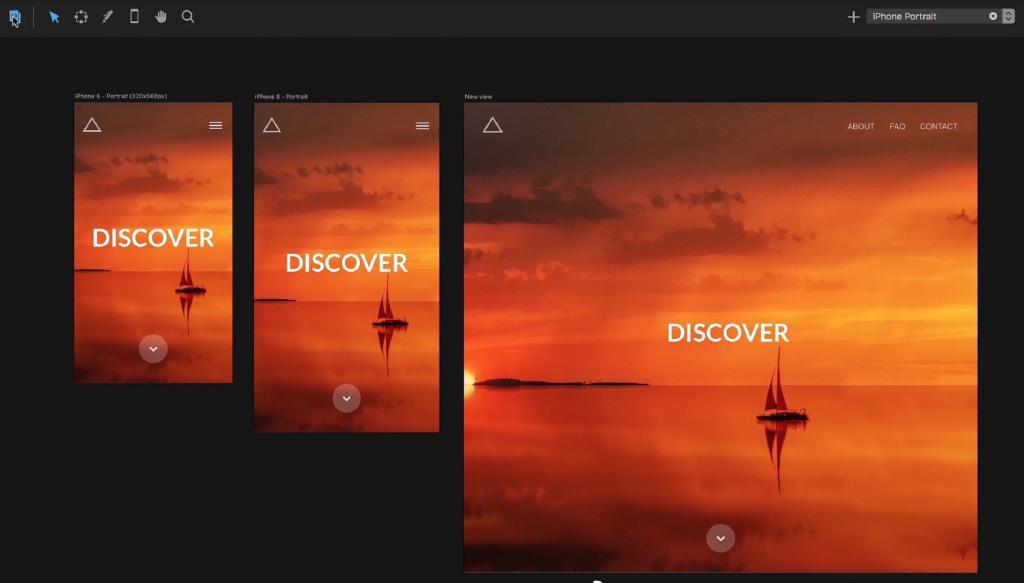 iPhone Portrait
iPhone 6 - Portrait (320x568px)
iPhone 8 - Portrait
New view
ABOUT FAQ CONTACT
DISCOVER
DISCOVER
DISCOVER